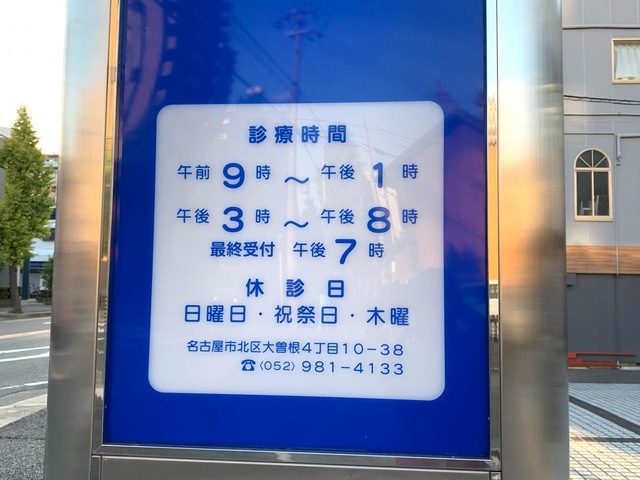 診療時間
午前 9 時 ～ 午後 1 時
午後 3 時 ～ 午後 8 時
最終受付 午後 7 時
休診日
日曜日・祝祭日・木曜
名古屋市北区大曽根4丁目10－38
☎〈052〉981－4133